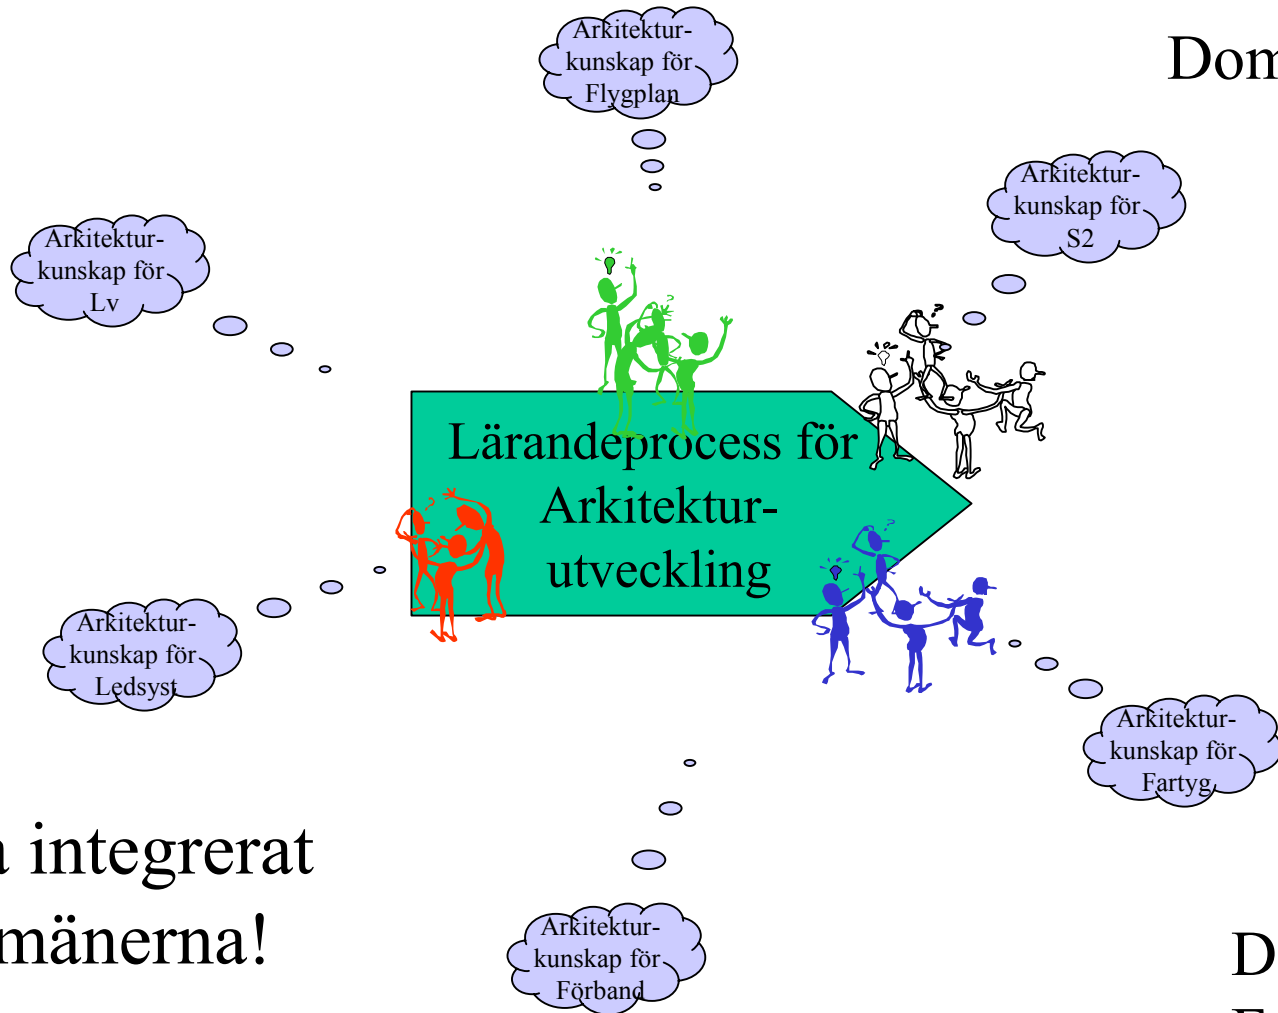 Arkitektur-
kunskap för
Flygplan
Dom
Arkitektur-
kunskap för
S2
Arkitektur-
kunskap för
Lv
Lärandeprocess för
Arkitektur-
utveckling
Arkitektur-
kunskap för
Ledsyst
Arkitektur-
kunskap för
Fartyg
integrerat
mänerna!
Arkitektur-
kunskap för
Förband
D